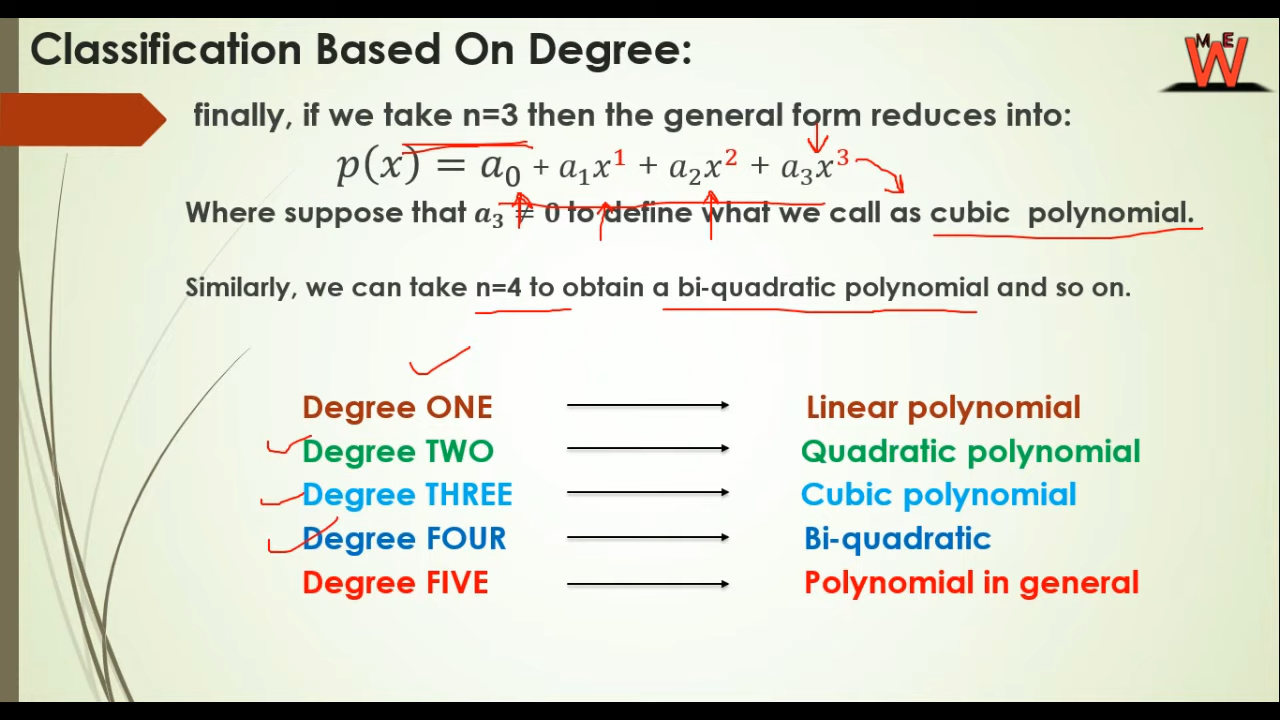 Classification Based On Degree:
M E
W
finally, if we take n=3 then the general form reduces into:
p(x) = a₀ + a₁x¹ + a₂x² + a₃x³
Where suppose that a₃ ≠ 0 to define what we call as cubic polynomial.
Similarly, we can take n=4 to obtain a bi-quadratic polynomial and so on.
Degree ONE Linear polynomial
Degree TWO Quadratic polynomial
Degree THREE Cubic polynomial
Degree FOUR Bi-quadratic
Degree FIVE Polynomial in general